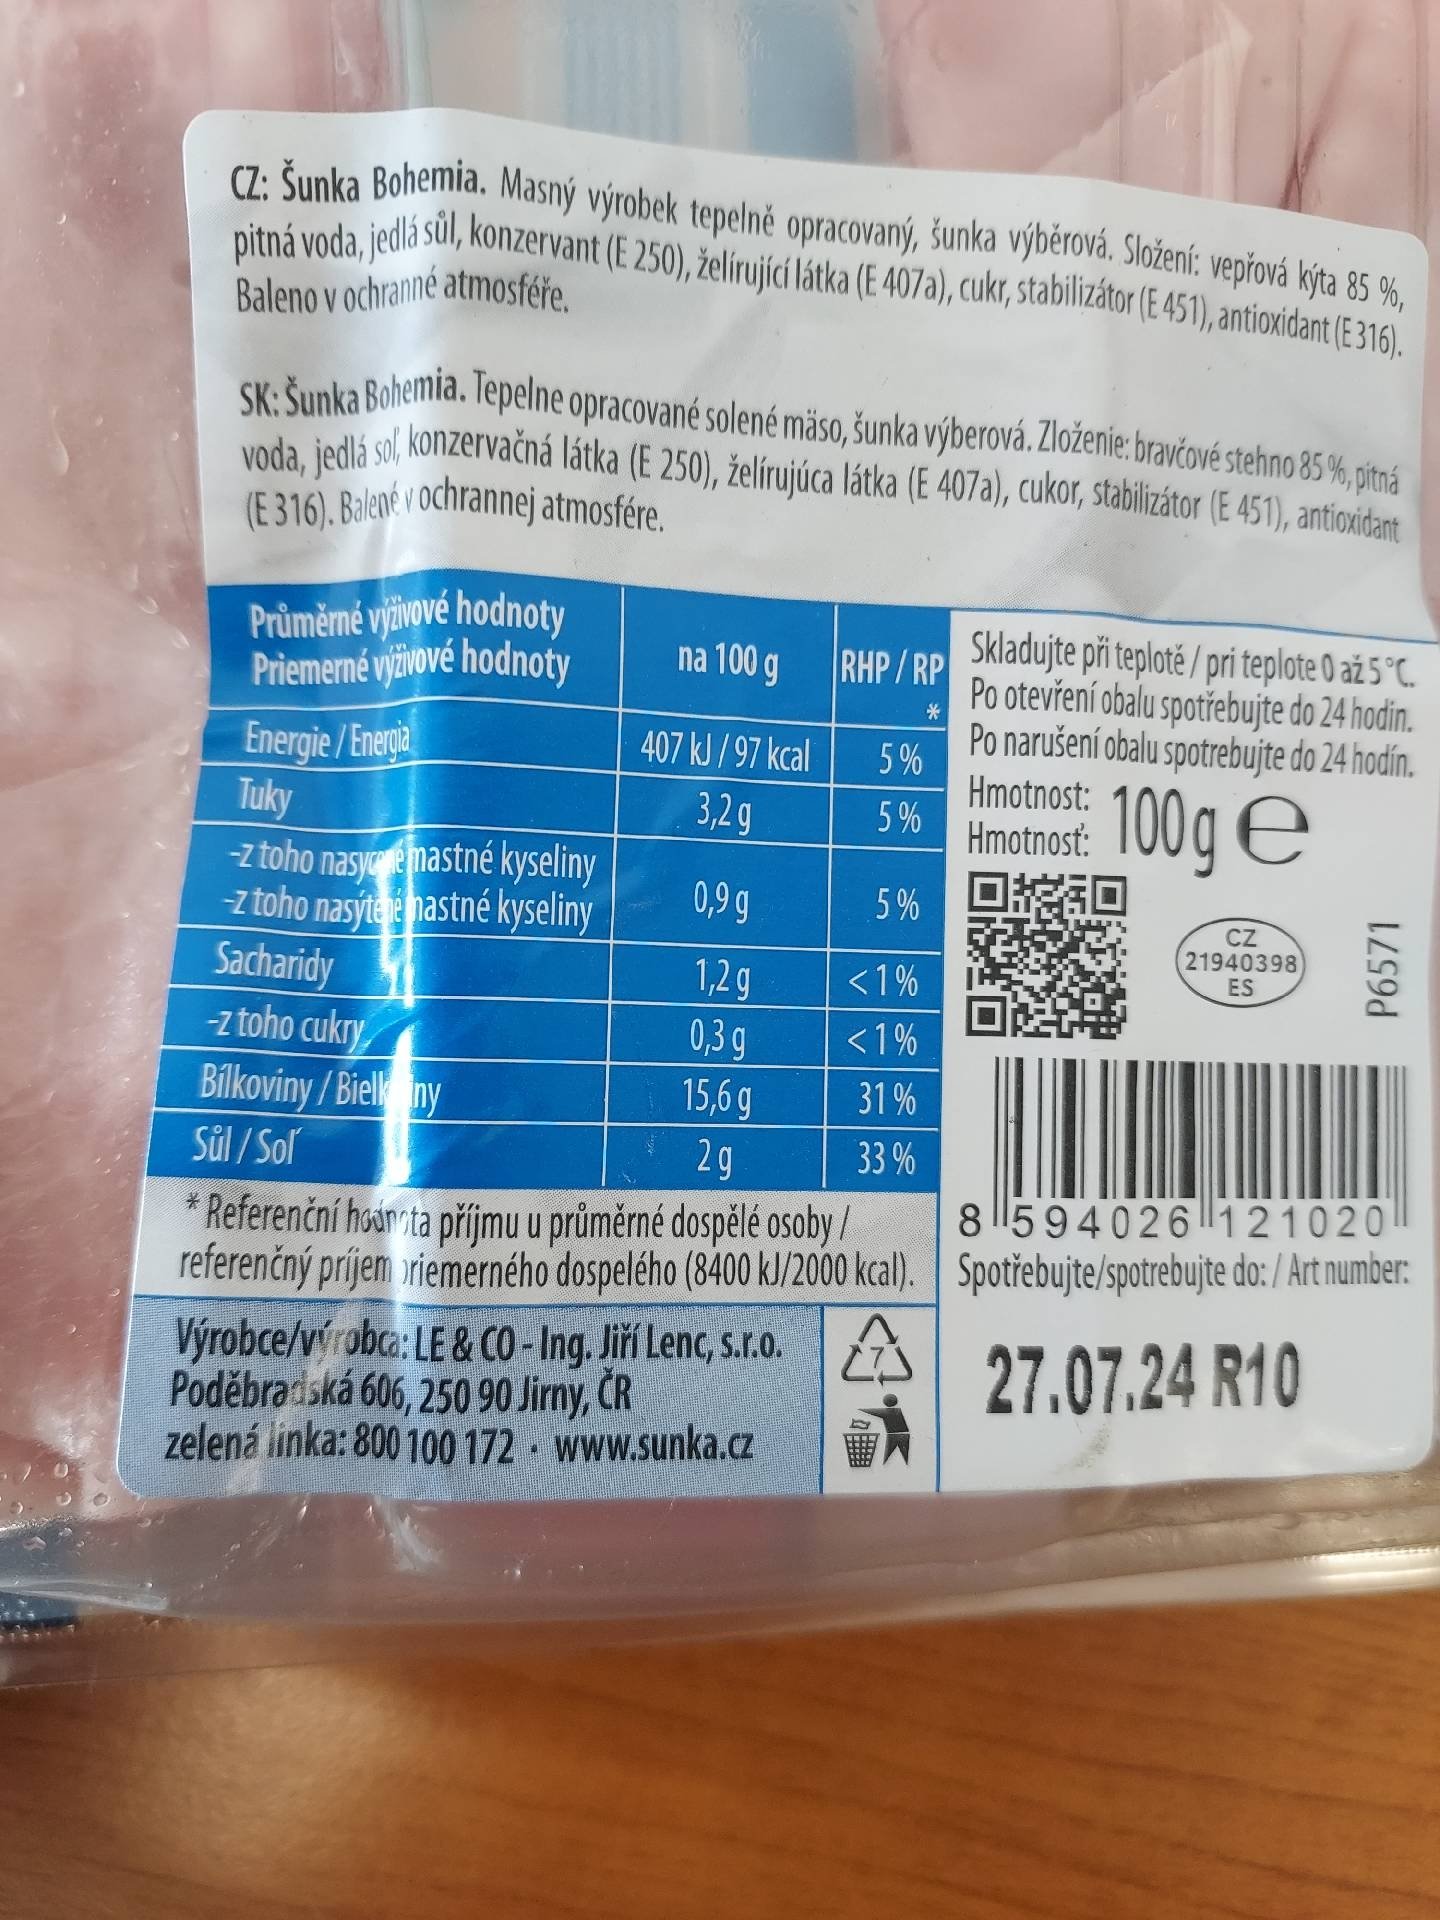 CZ: Šunka Bohemia. Masný výrobek tepelně opracovaný, šunka výběrová. Složení: vepřová kýta 85 %,
pitná voda, jedlá sůl, konzervant (E 250), želírující látka (E 407a), cukr, stabilizátor (E 451), antioxidant (E 316).
Baleno v ochranné atmosféře.
SK: Šunka Bohemia. Tepelne opracované solené mäso, šunka výberová. Zloženie: bravčové stehno 85 %, pitná
voda, jedlá soľ, konzervačná látka (E 250), želírujúca látka (E 407a), cukor, stabilizátor (E 451), antioxidant
(E 316). Balené v ochrannej atmosfére.
Průměrné výživové hodnoty
Priemerné výživové hodnoty
na 100 g
RHP / RP
*
Energie / Energia 407 kJ / 97 kcal 5 %
Tuky 3,2 g 5 %
-z toho nasycené mastné kyseliny
-z toho nasýtené mastné kyseliny
0,9 g 5 %
Sacharidy 1,2 g < 1 %
-z toho cukry 0,3 g < 1 %
Bílkoviny / Bielkoviny 15,6 g 31 %
Sůl / Soľ 2 g 33 %
* Referenční hodnota příjmu u průměrné dospělé osoby /
referenčný príjem priemerného dospelého (8400 kJ/2000 kcal).
Výrobce/výrobca: LE & CO - Ing. Jiří Lenc, s.r.o.
Poděbradská 606, 250 90 Jirny, ČR
zelená linka: 800 100 172 · www.sunka.cz
7
Skladujte při teplotě / pri teplote 0 až 5 °C.
Po otevření obalu spotřebujte do 24 hodin.
Po narušení obalu spotrebujte do 24 hodín.
Hmotnost:
Hmotnosť:
100 g e
CZ
21940398
ES
P6571
8 594026 121020
Spotřebujte/spotrebujte do: / Art number:
27.07.24 R10